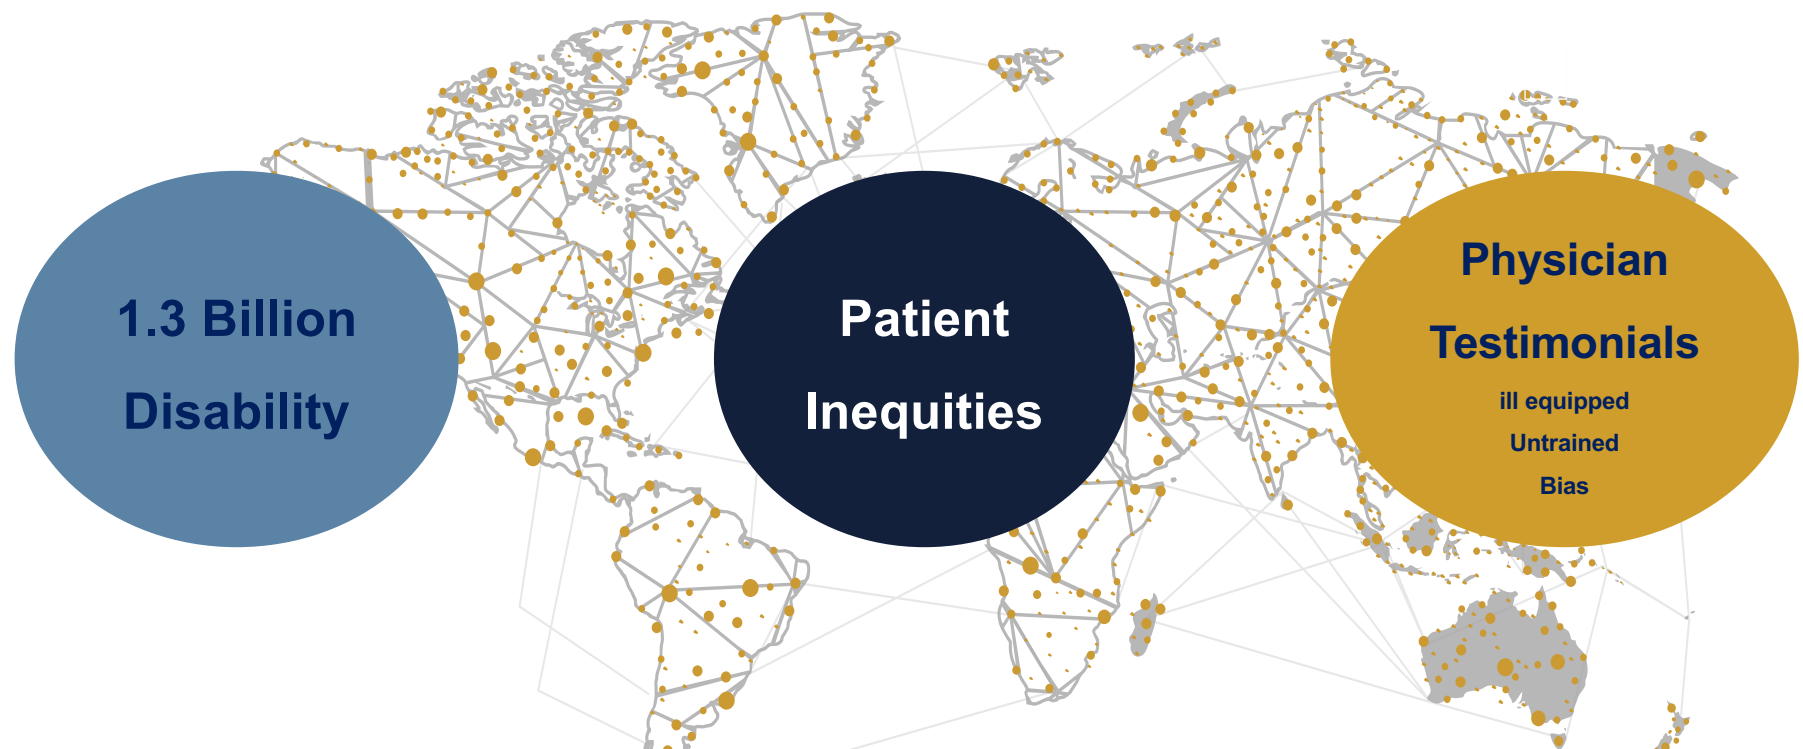 1.3 Billion
Disability
Patient
Inequities
Physician
Testimonials
ill equipped
Untrained
Bias